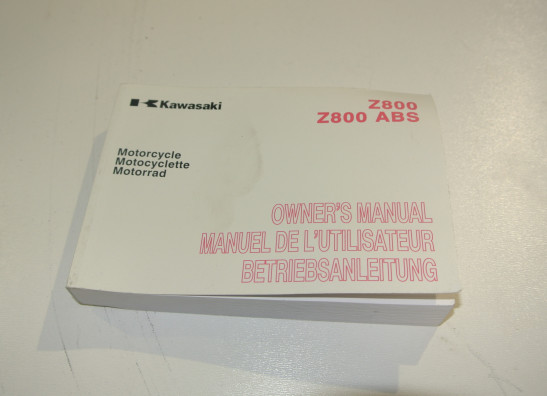 Kawasaki
Z800
Z800 ABS
Motorcycle
Motocyclette
Motorrad
OWNER'S MANUAL
MANUEL DE L'UTILISATEUR
BETRIEBSANLEITUNG